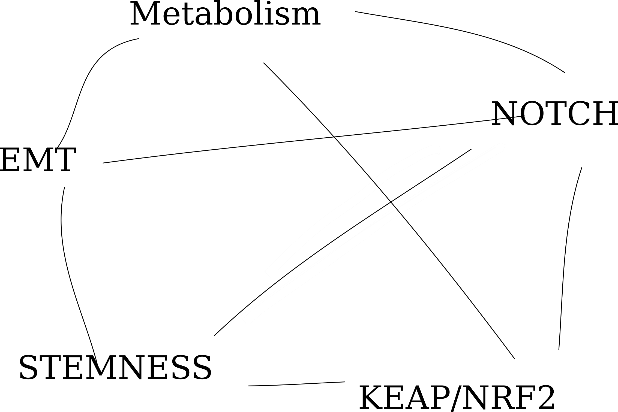 Metabolism
NOTCH
EMT
STEMNESS
KEAP/NRF2